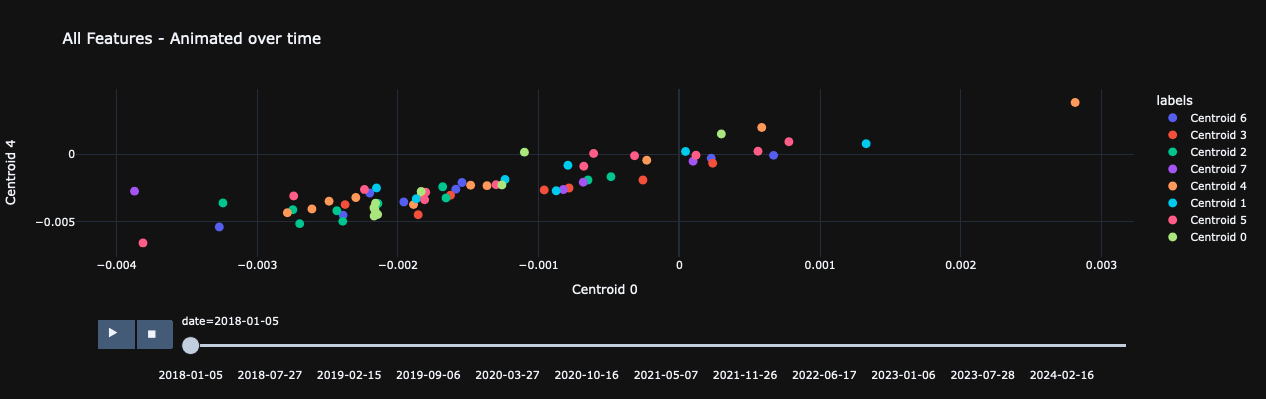 All Features - Animated over time
Centroid 4
0
−0.005
−0.004 −0.003 −0.002 −0.001 0 0.001 0.002 0.003
Centroid 0
labels
Centroid 6
Centroid 3
Centroid 2
Centroid 7
Centroid 4
Centroid 1
Centroid 5
Centroid 0
date=2018-01-05
2018-01-05 2018-07-27 2019-02-15 2019-09-06 2020-03-27 2020-10-16 2021-05-07 2021-11-26 2022-06-17 2023-01-06 2023-07-28 2024-02-16